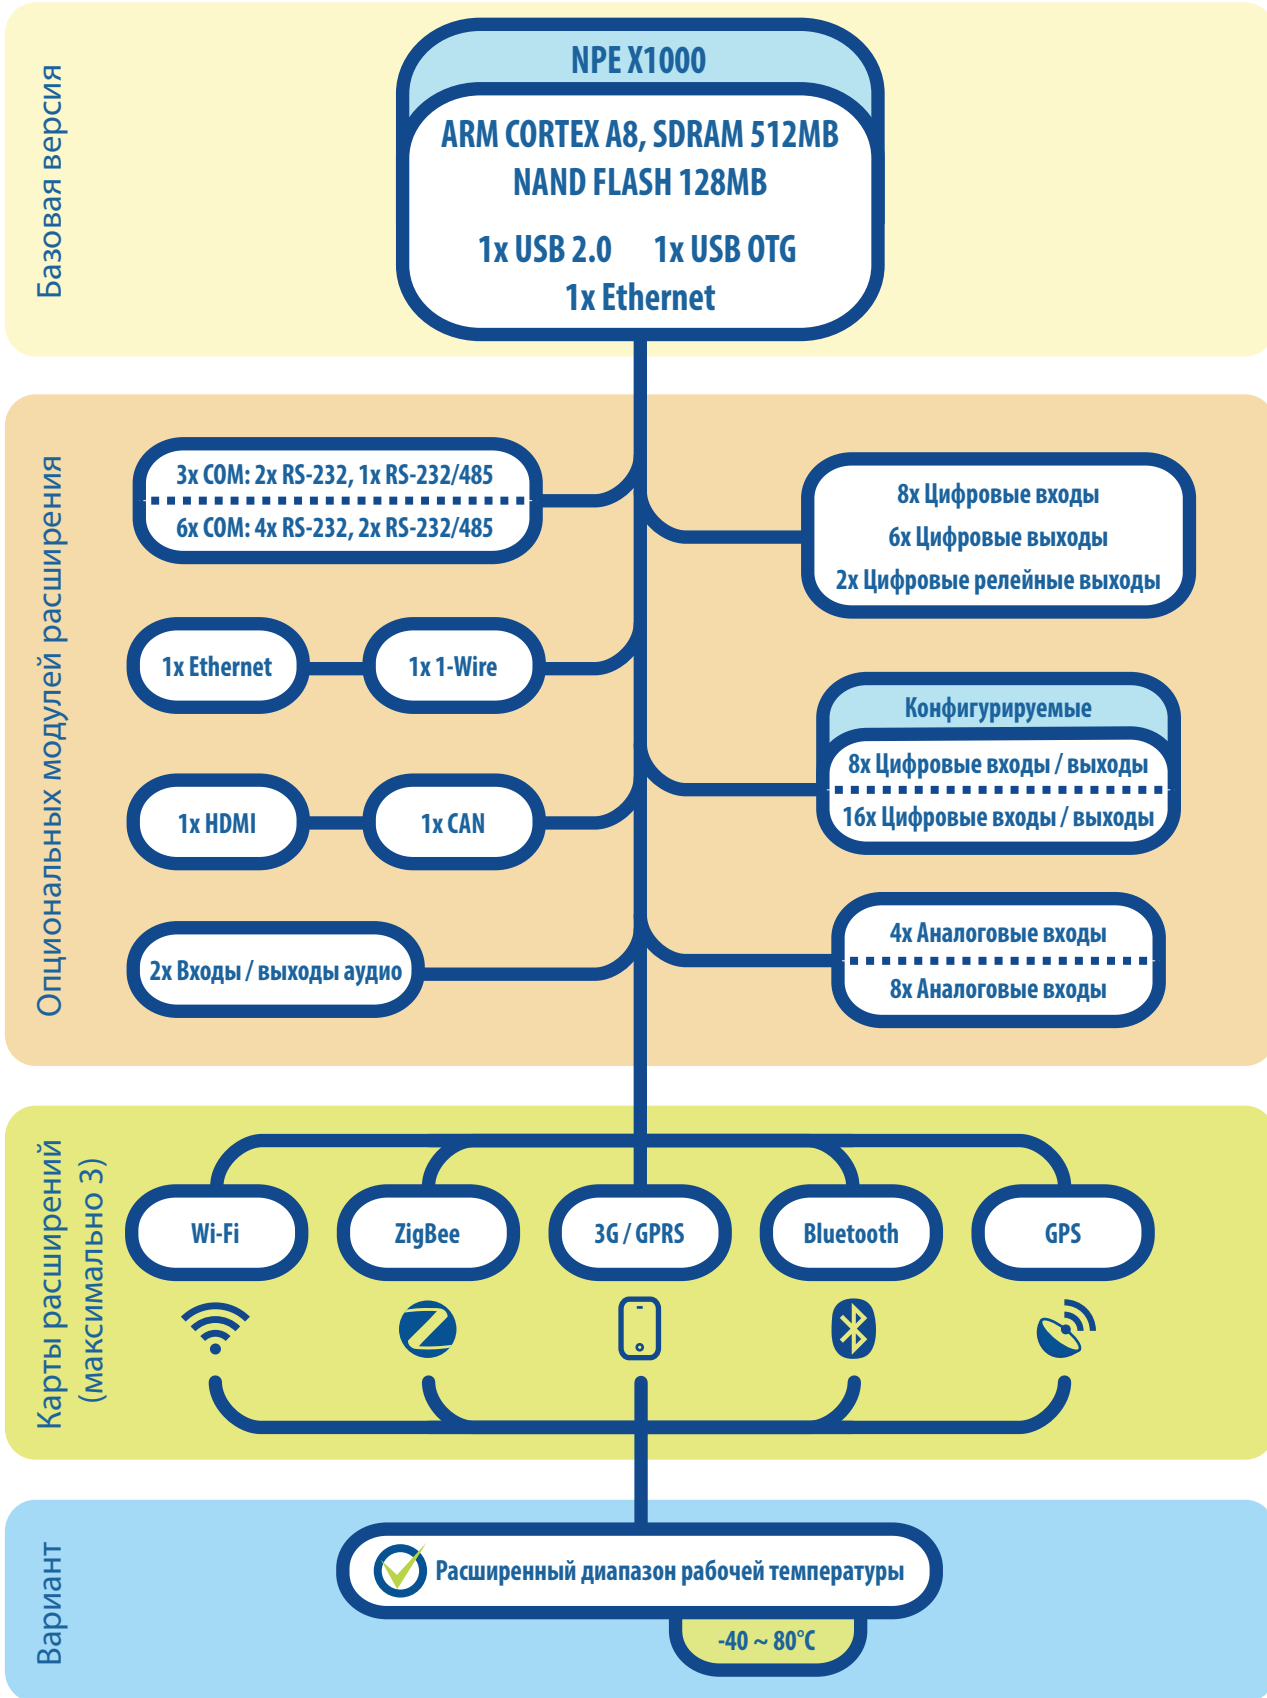 Базовая версия
NPE X1000
ARM CORTEX A8, SDRAM 512MB
NAND FLASH 128MB
1x USB 2.0 1x USB OTG
1x Ethernet
Опциональных модулей расширения
3x COM: 2x RS-232, 1x RS-232/485
6x COM: 4x RS-232, 2x RS-232/485
8x Цифровые входы
6x Цифровые выходы
2x Цифровые релейные выходы
1x Ethernet
1x 1-Wire
Конфигурируемые
8x Цифровые входы / выходы
16x Цифровые входы / выходы
1x HDMI
1x CAN
4x Аналоговые входы
8x Аналоговые входы
2x Входы / выходы аудио
Карты расширений
(максимально 3)
Wi-Fi
ZigBee
3G / GPRS
Bluetooth
GPS
Вариант
Расширенный диапазон рабочей температуры
-40 ~ 80°C